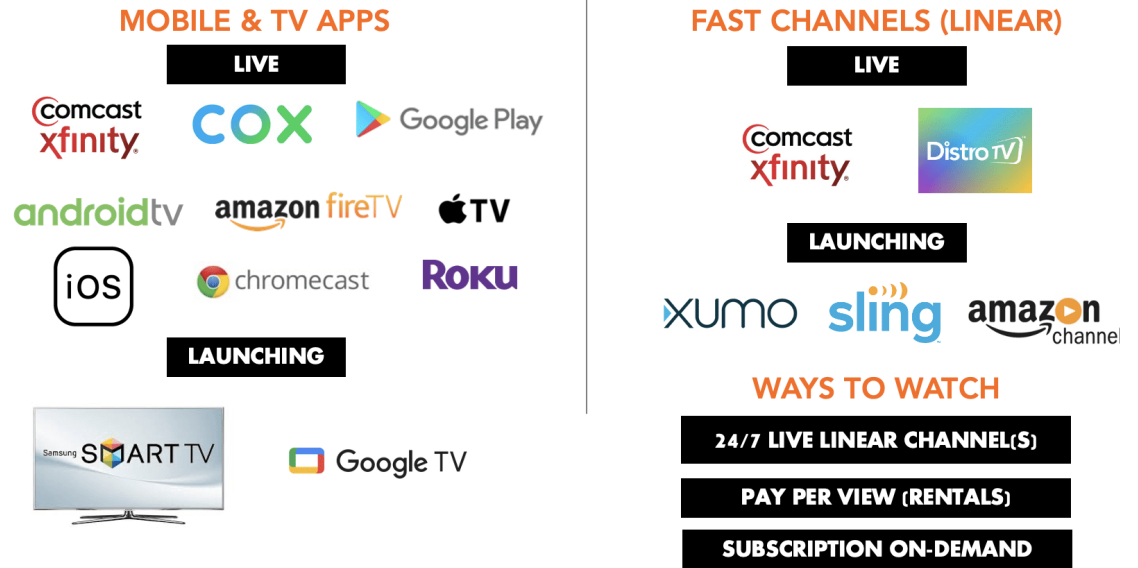 MOBILE & TV APPS
LIVE
comcast
xfinity
COX
Google Play
androidtv
amazon fireTV
TV
iOS
chromecast
ROKU
LAUNCHING
Samsung SMART TV
Google TV
FAST CHANNELS (LINEAR)
LIVE
comcast
xfinity
DistroTV
LAUNCHING
XUMO
sling
amazon
channel
WAYS TO WATCH
24/7 LIVE LINEAR CHANNEL(S)
PAY PER VIEW (RENTALS)
SUBSCRIPTION ON-DEMAND